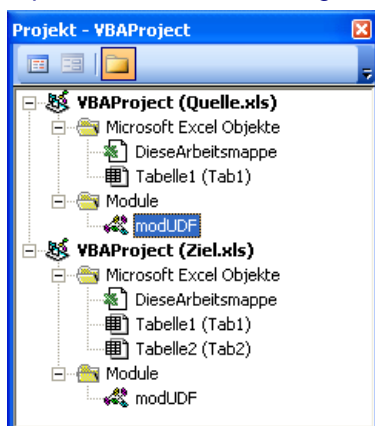 Projekt - VBAProject
VBAProject (Quelle.xls)
Microsoft Excel Objekte
DieseArbeitsmappe
Tabelle1 (Tab1)
Module
modUDF
VBAProject (Ziel.xls)
Microsoft Excel Objekte
DieseArbeitsmappe
Tabelle1 (Tab1)
Tabelle2 (Tab2)
Module
modUDF